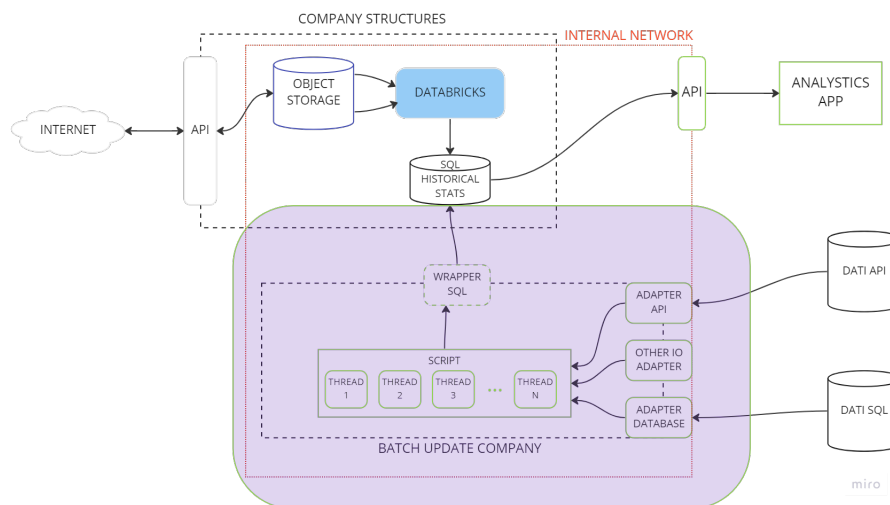 COMPANY STRUCTURES
INTERNAL NETWORK
INTERNET
API
OBJECT
STORAGE
DATABRICKS
API
ANALYSTICS
APP
SQL
HISTORICAL
STATS
WRAPPER
SQL
ADAPTER
API
DATI API
OTHER IO
ADAPTER
SCRIPT
THREAD
1
THREAD
2
THREAD
3
...
THREAD
N
ADAPTER
DATABASE
DATI SQL
BATCH UPDATE COMPANY
miro